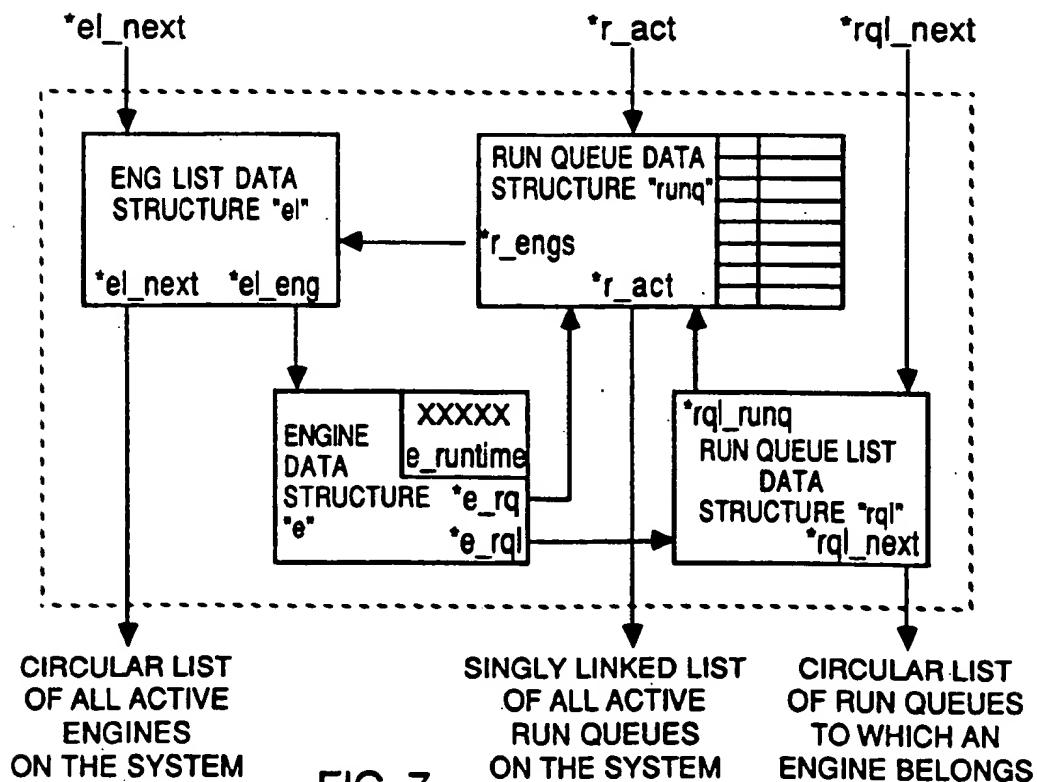 *el_next
*r_act
*rql_next
ENG LIST DATA
STRUCTURE "el"
*el_next *el_eng
RUN QUEUE DATA
STRUCTURE "runq"
*r_engs
*r_act
ENGINE
DATA
STRUCTURE
"e"
XXXXX
e_runtime
*e_rq
*e_rql
*rql_runq
RUN QUEUE LIST
DATA
STRUCTURE "rql"
*rql_next
CIRCULAR LIST
OF ALL ACTIVE
ENGINES
ON THE SYSTEM
SINGLY LINKED LIST
OF ALL ACTIVE
RUN QUEUES
ON THE SYSTEM
CIRCULAR LIST
OF RUN QUEUES
TO WHICH AN
ENGINE BELONGS